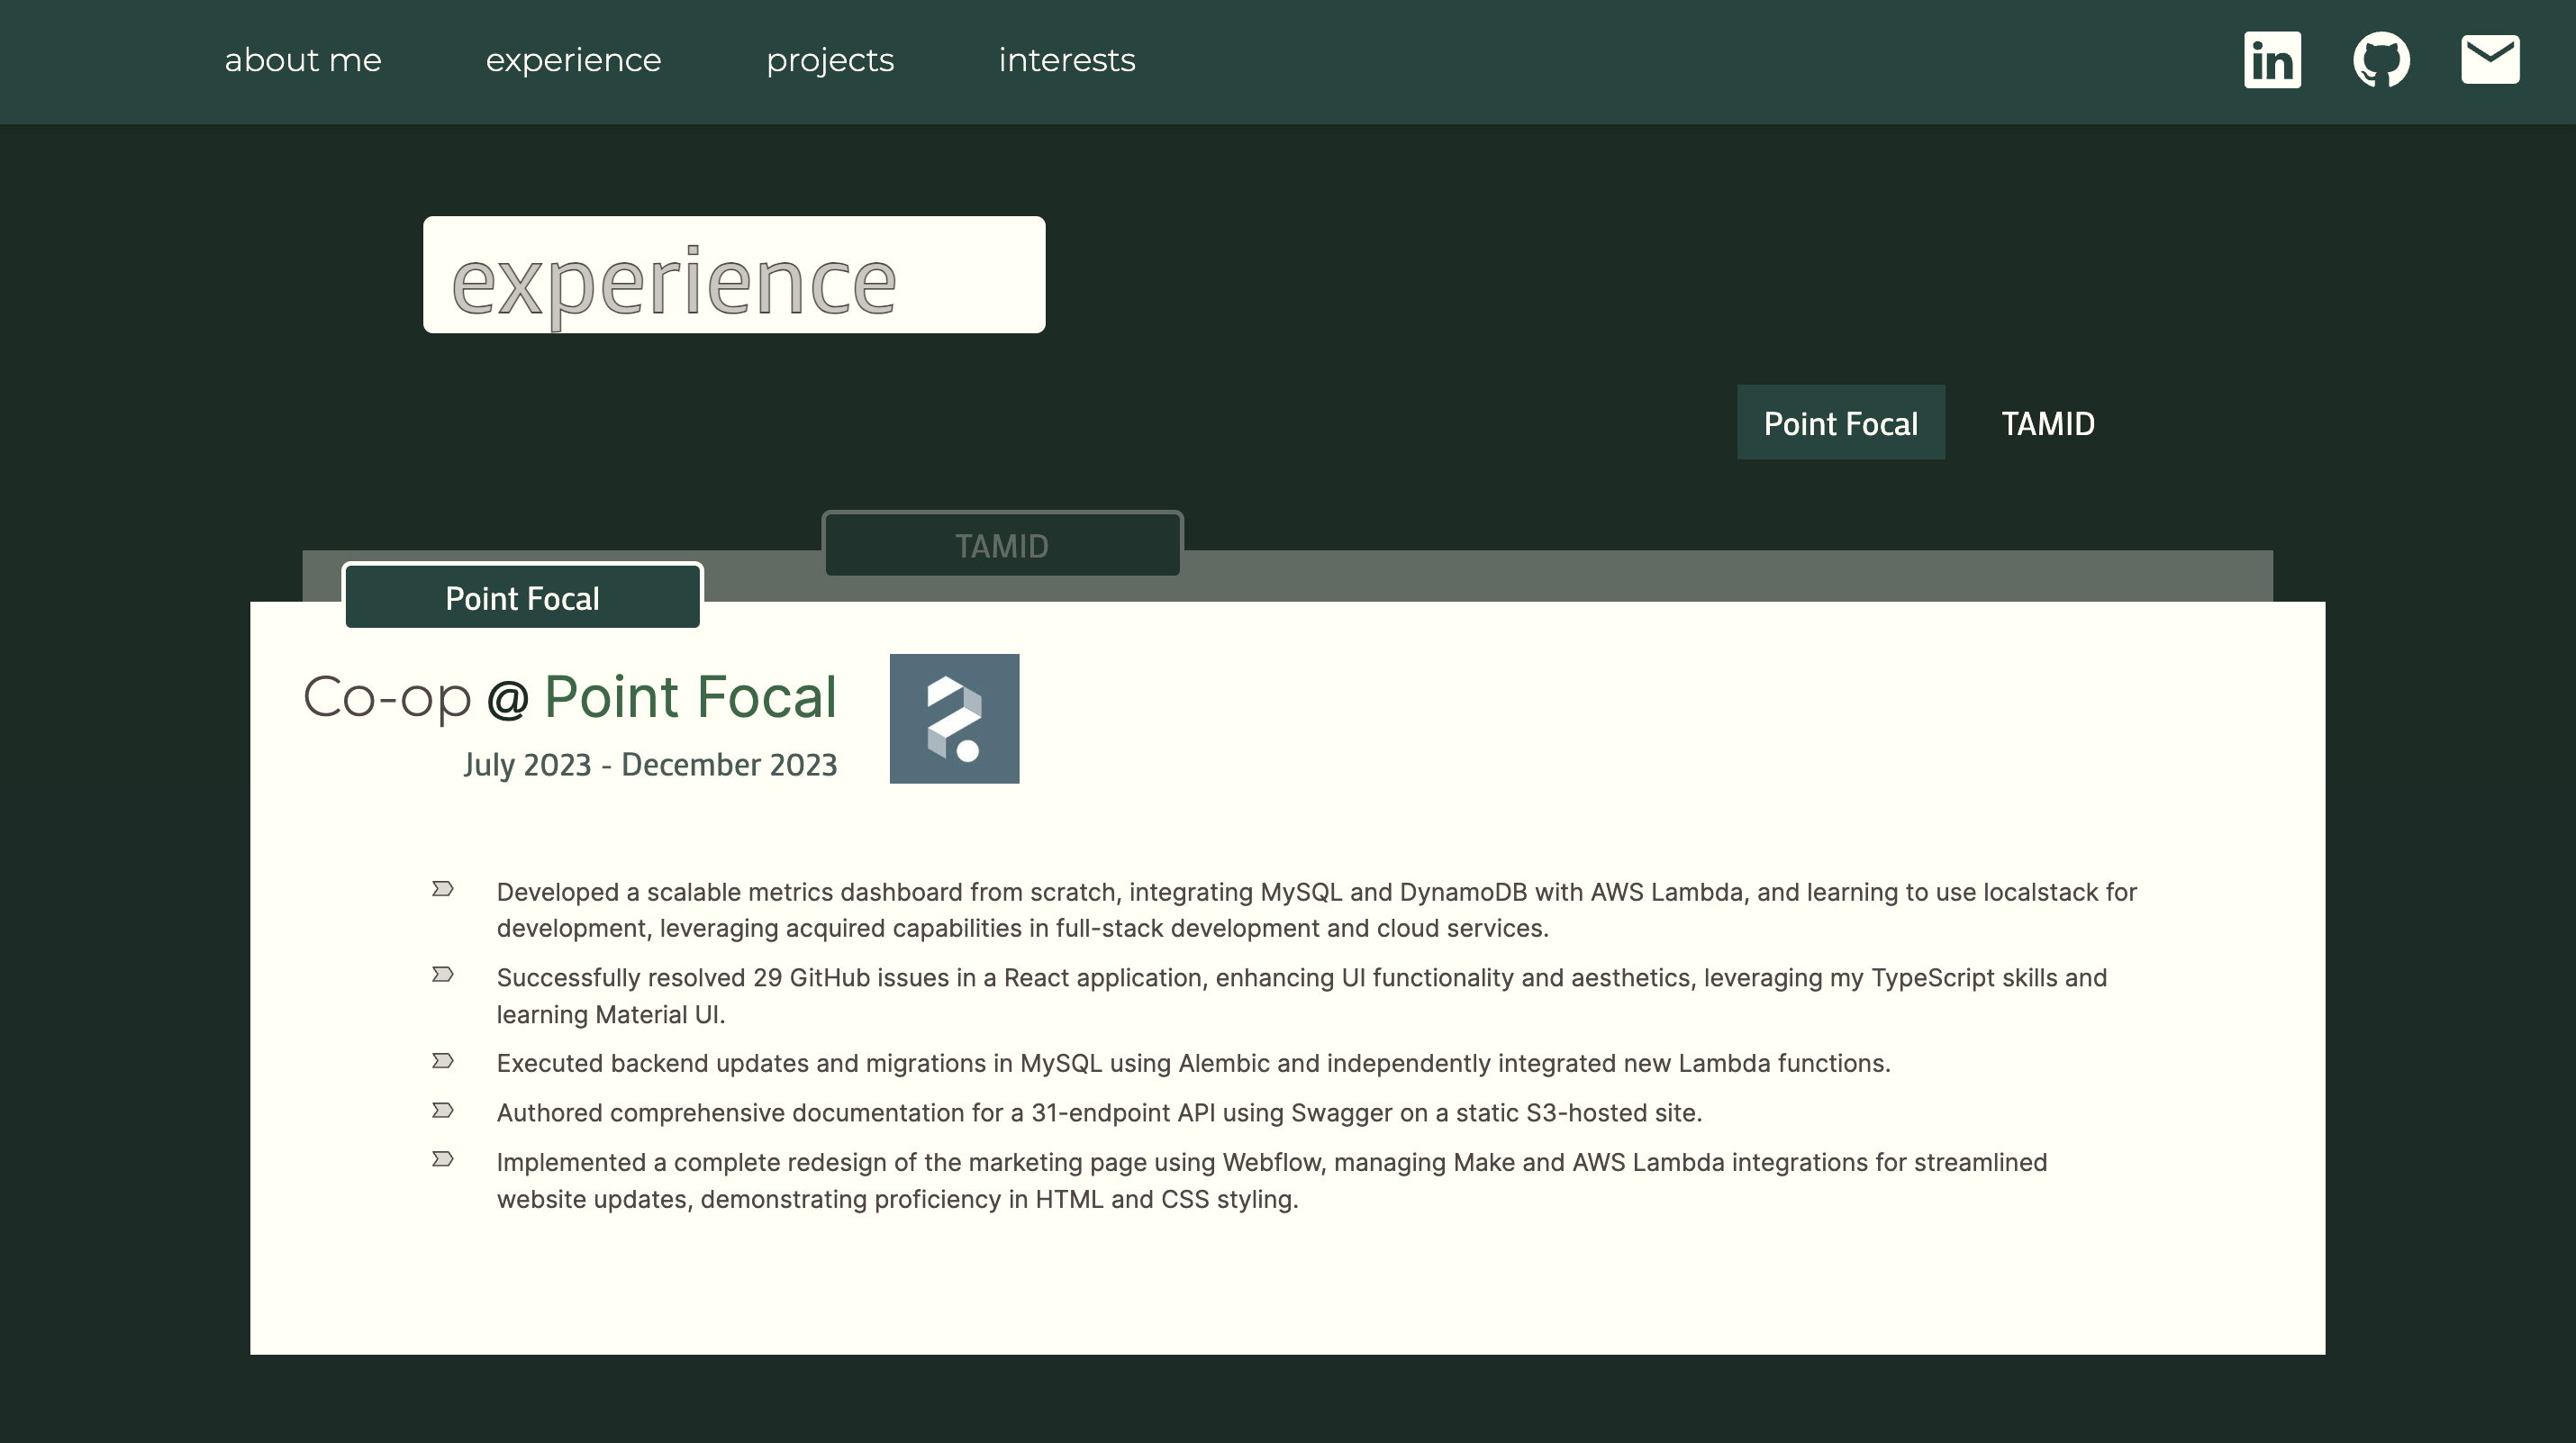 about me experience projects interests
experience
Point Focal TAMID
TAMID
Point Focal
Co-op @ Point Focal
July 2023 - December 2023
Developed a scalable metrics dashboard from scratch, integrating MySQL and DynamoDB with AWS Lambda, and learning to use localstack for
development, leveraging acquired capabilities in full-stack development and cloud services.
Successfully resolved 29 GitHub issues in a React application, enhancing UI functionality and aesthetics, leveraging my TypeScript skills and
learning Material UI.
Executed backend updates and migrations in MySQL using Alembic and independently integrated new Lambda functions.
Authored comprehensive documentation for a 31-endpoint API using Swagger on a static S3-hosted site.
Implemented a complete redesign of the marketing page using Webflow, managing Make and AWS Lambda integrations for streamlined
website updates, demonstrating proficiency in HTML and CSS styling.